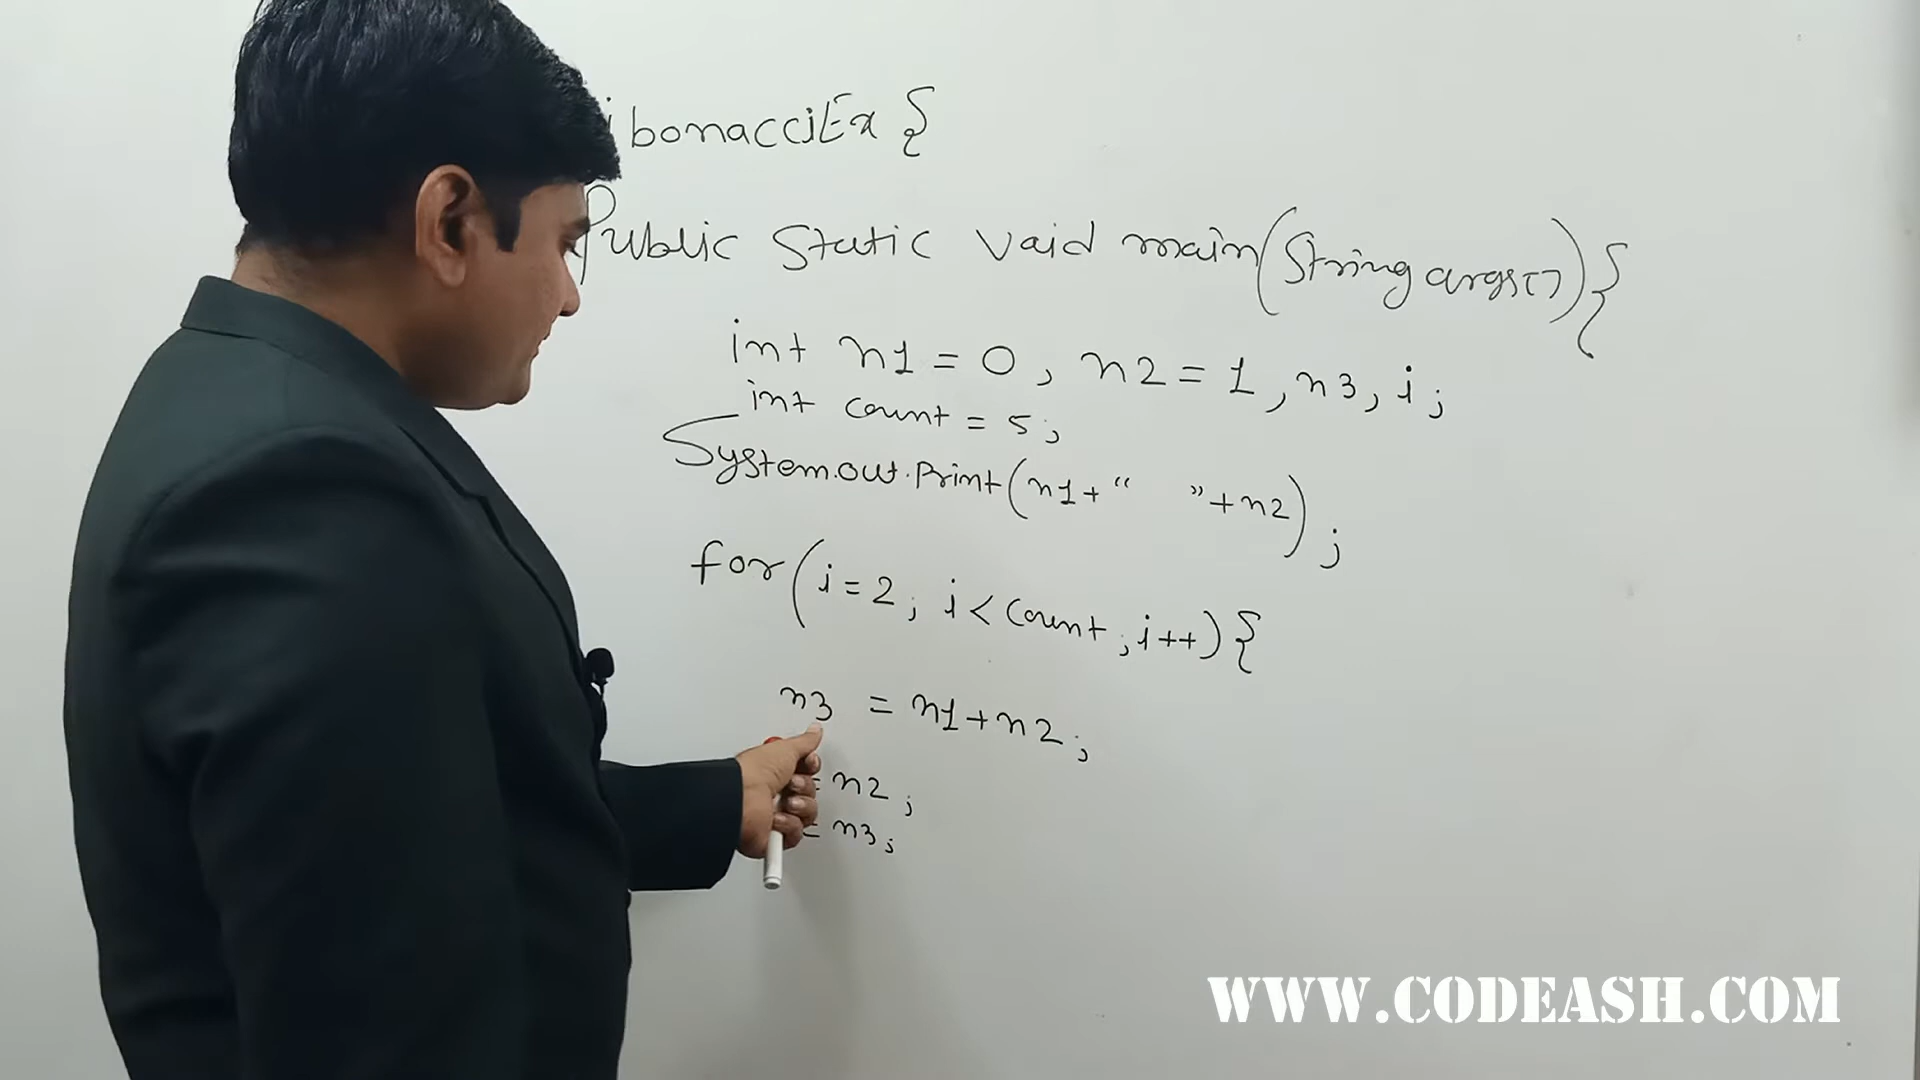 ibonacciEx {
Public Static Void main(String args[]){
int n1 = 0, n2 = 1, n3, i;
int count = 5;
System.out.Print(n1+“ ”+n2);
for(i=2; i<Count;i++){
n3 = n1+n2;
= n2;
= n3;
WWW.CODEASH.COM